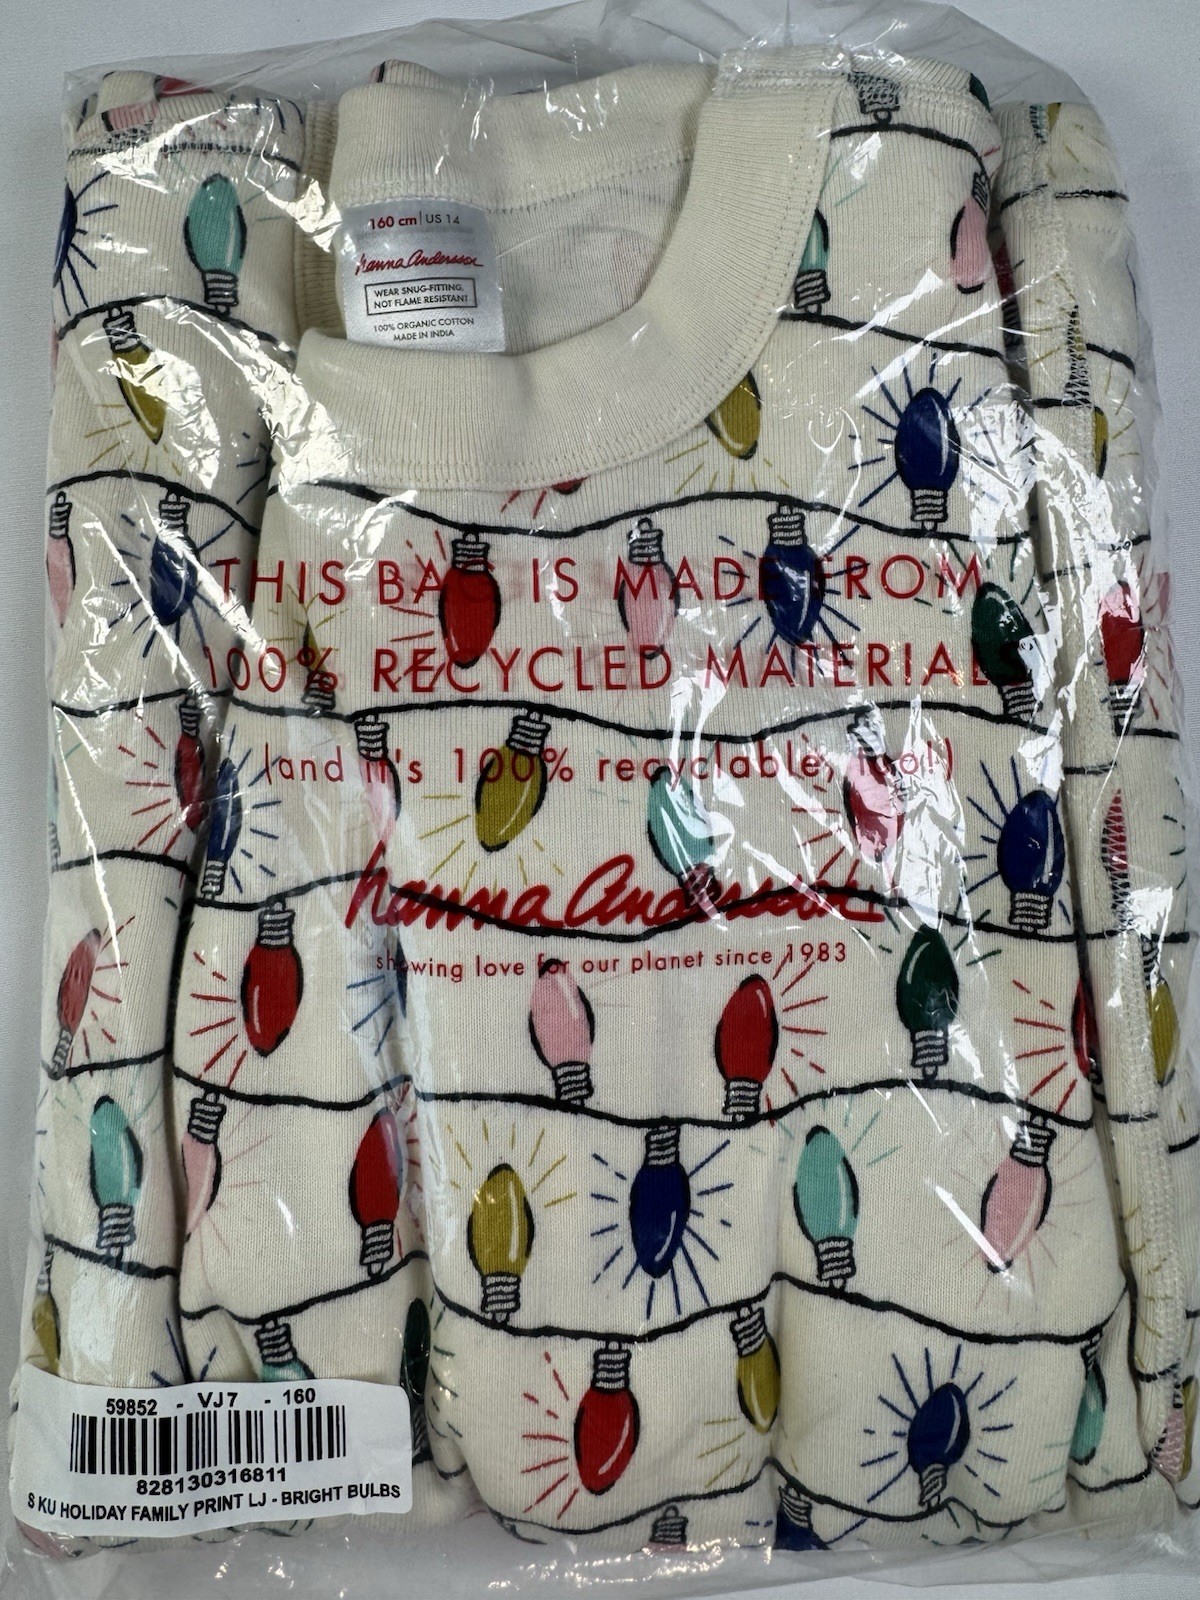 160 cm | US 14
hanna Andersson
WEAR SNUG-FITTING,
NOT FLAME RESISTANT
100% ORGANIC COTTON
MADE IN INDIA
THIS BAG IS MADE FROM
100% RECYCLED MATERIALS
(and it's 100% recyclable, too!)
hanna Andersson
showing love for our planet since 1983
59852 - VJ7 - 160
828130316811
S KU HOLIDAY FAMILY PRINT LJ - BRIGHT BULBS